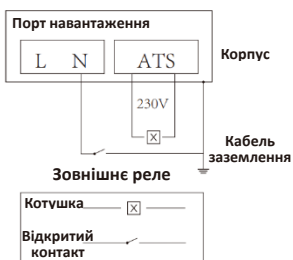 Порт навантаження
L N ATS
Корпус
230V
X
Кабель
заземлення
Зовнішнє реле
Котушка X
Відкритий
контакт